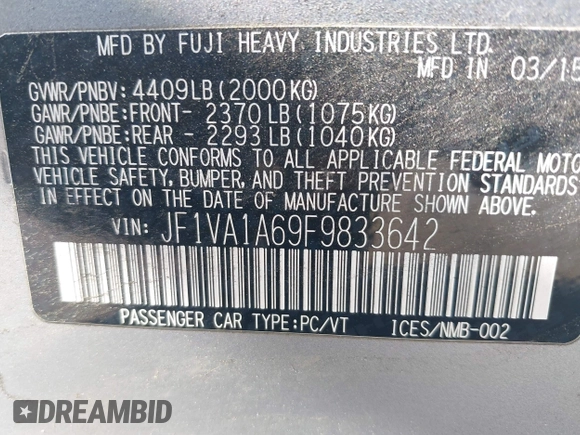 MFD BY FUJI HEAVY INDUSTRIES LTD.
MFD IN 03/15
GVWR/PNBV: 4409LB (2000KG)
GAWR/PNBE:FRONT- 2370 LB (1075KG)
GAWR/PNBE:REAR - 2293 LB (1040KG)
THIS VEHICLE CONFORMS TO ALL APPLICABLE FEDERAL MOTO
VEHICLE SAFETY, BUMPER, AND THEFT PREVENTION STANDARDS
IN EFFECT ON THE DATE OF MANUFACTURE SHOWN ABOVE.
VIN: JF1VA1A69F9833642
PASSENGER CAR TYPE:PC/VT ICES/NMB-002
DREAMBID